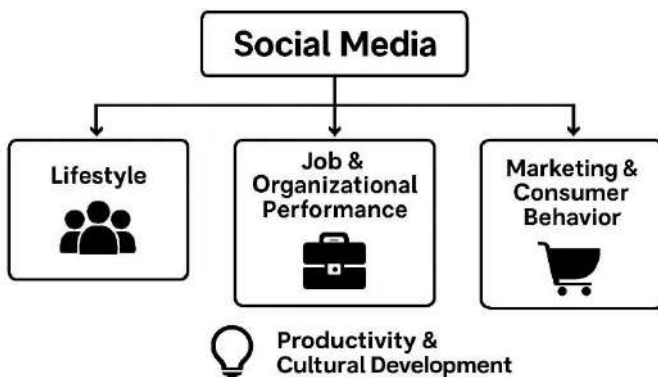 Social Media
Lifestyle
Job &
Organizational
Performance
Marketing &
Consumer
Behavior
Productivity &
Cultural Development